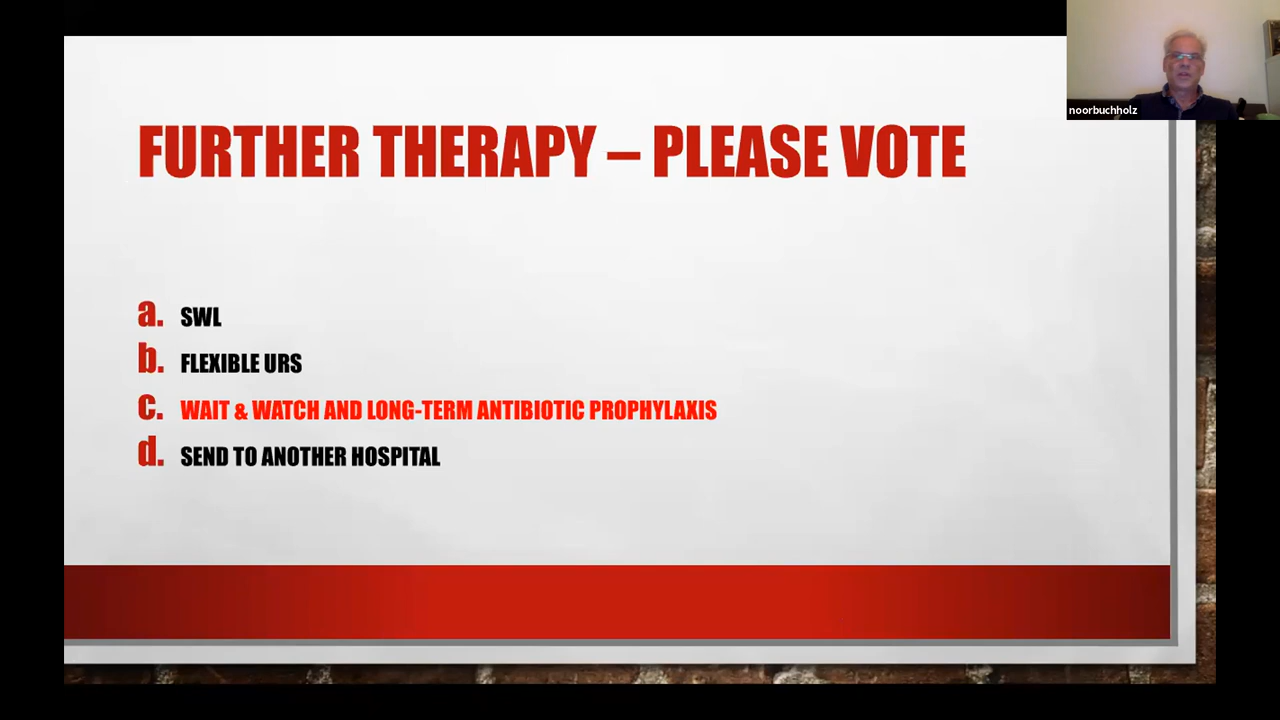 noorbuchholz
FURTHER THERAPY – PLEASE VOTE
a. SWL
b. FLEXIBLE URS
c. WAIT & WATCH AND LONG-TERM ANTIBIOTIC PROPHYLAXIS
d. SEND TO ANOTHER HOSPITAL